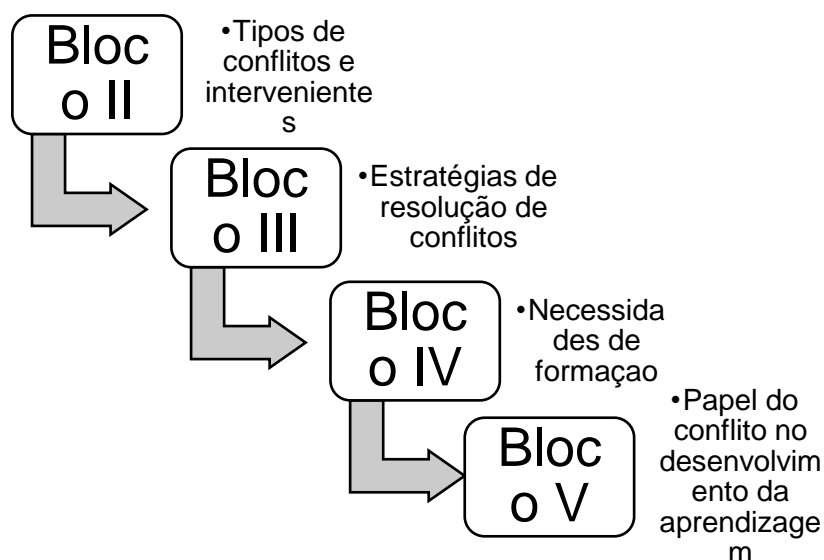 Bloc
o II
•Tipos de
conflitos e
interveniente
s
Bloc
o III
•Estratégias de
resolução de
conflitos
Bloc
o IV
•Necessida
des de
formaçao
Bloc
o V
•Papel do
conflito no
desenvolvim
ento da
aprendizage
m